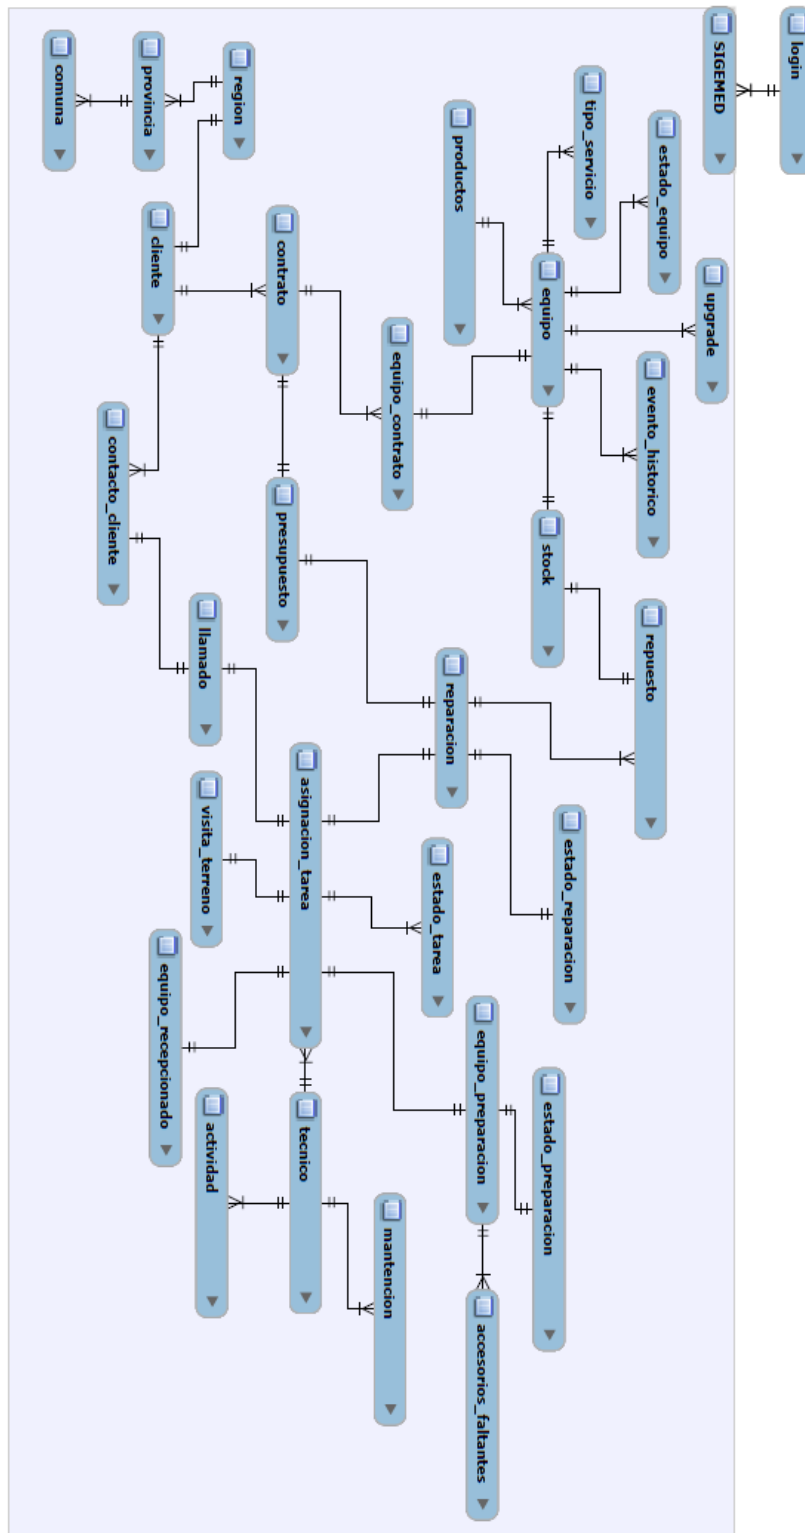 login
SIGEMED
upgrade
estado_equipo
evento_historico
repuesto
tipo_servicio
equipo
stock
estado_reparacion
estado_preparacion
productos
equipo_contrato
reparacion
estado_tarea
equipo_preparacion
accesorios_faltantes
mantencion
contrato
presupuesto
asignacion_tarea
tecnico
region
llamado
visita_terreno
actividad
provincia
cliente
equipo_recepcionado
contacto_cliente
comuna